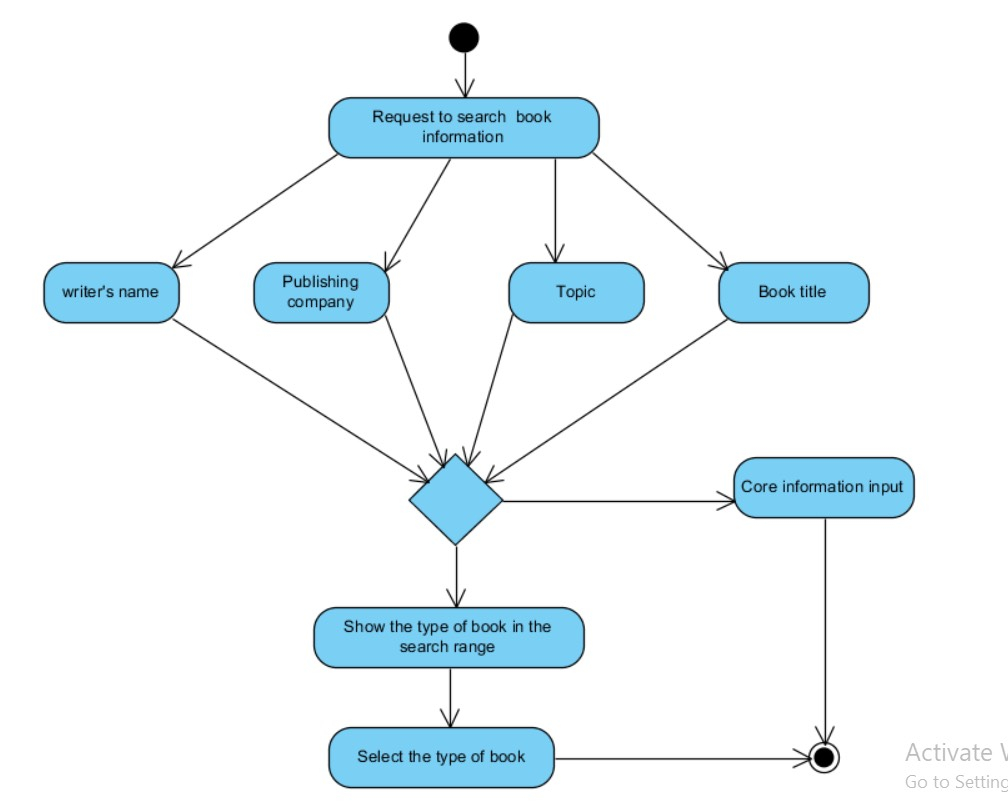 Request to search book
information
writer's name
Publishing
company
Topic
Book title
Core information input
Show the type of book in the
search range
Select the type of book
Activate W
Go to Setting